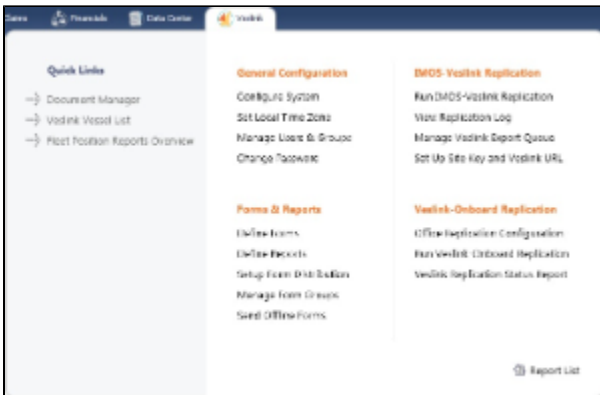 Financials
Data Center
Veslink
Quick Links
Document Manager
Veslink Vessel List
Fleet Position Reports Overview
General Configuration
Configure System
Set Local Time Zone
Manage Users & Groups
Change Password
Forms & Reports
Define Forms
Define Reports
Setup Form Distribution
Manage Form Groups
Send Offline Forms
IMOS-Veslink Replication
Run IMOS-Veslink Replication
View Replication Log
Manage Veslink Export Queue
Set Up Site Key and Veslink URL
Veslink-Onboard Replication
Office Replication Configuration
Run Veslink Onboard Replication
Veslink Replication Status Report
Report List